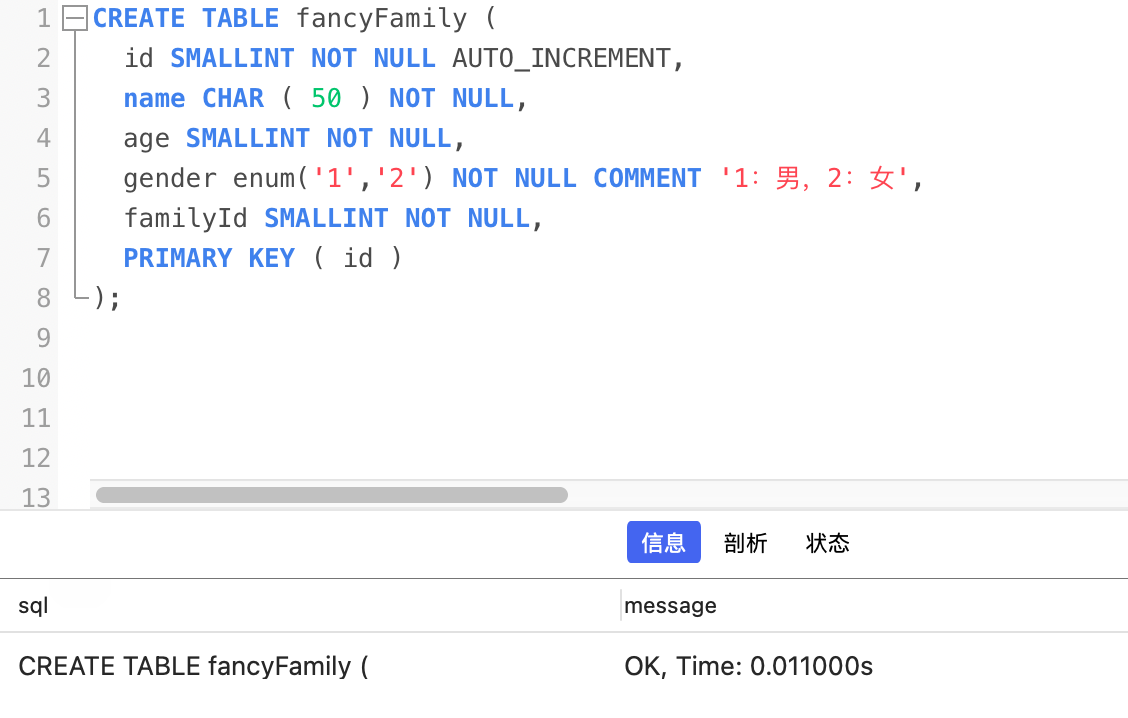 1 CREATE TABLE fancyFamily (
2 id SMALLINT NOT NULL AUTO_INCREMENT,
3 name CHAR ( 50 ) NOT NULL,
4 age SMALLINT NOT NULL,
5 gender enum('1','2') NOT NULL COMMENT '1：男，2：女',
6 familyId SMALLINT NOT NULL,
7 PRIMARY KEY ( id )
8 );
9
10
11
12
13
信息 剖析 状态
sql message
CREATE TABLE fancyFamily ( OK, Time: 0.011000s